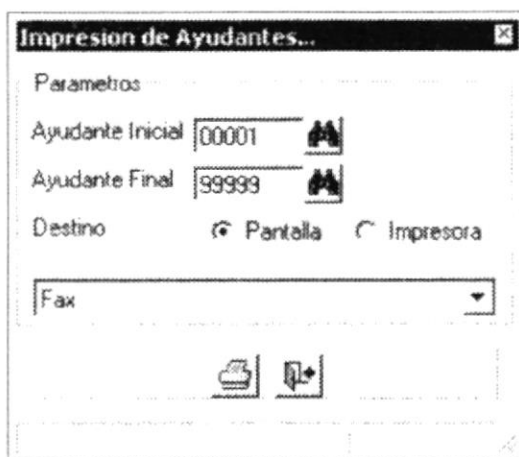 Impresion de Ayudantes...
Parametros
Ayudante Inicial 00001
Ayudante Final 99999
Destino Pantalla Impresora
Fax